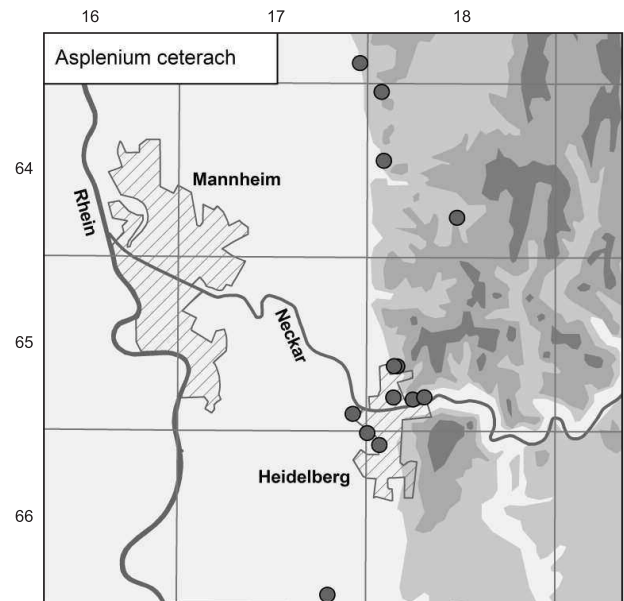 16 17 18
Asplenium ceterach
64
Mannheim
Rhein
65
Neckar
Heidelberg
66